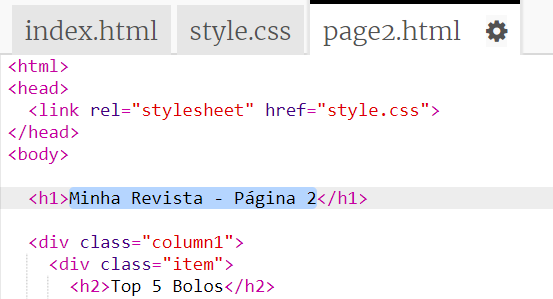 index.html style.css page2.html
<html>
<head>
<link rel="stylesheet" href="style.css">
</head>
<body>
<h1>Minha Revista - Página 2</h1>
<div class="column1">
<div class="item">
<h2>Top 5 Bolos</h2>